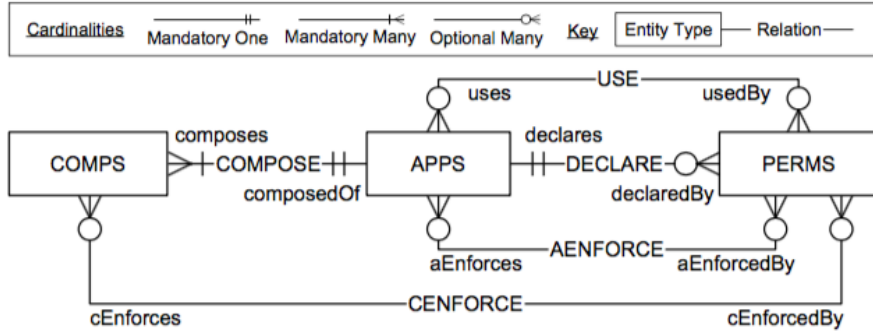 Cardinalities Mandatory One Mandatory Many Optional Many Key Entity Type Relation
USE
uses usedBy
composes declares
COMPS COMPOSE APPS DECLARE PERMS
composedOf declaredBy
AENFORCE
aEnforces aEnforcedBy
CENFORCE
cEnforces cEnforcedBy